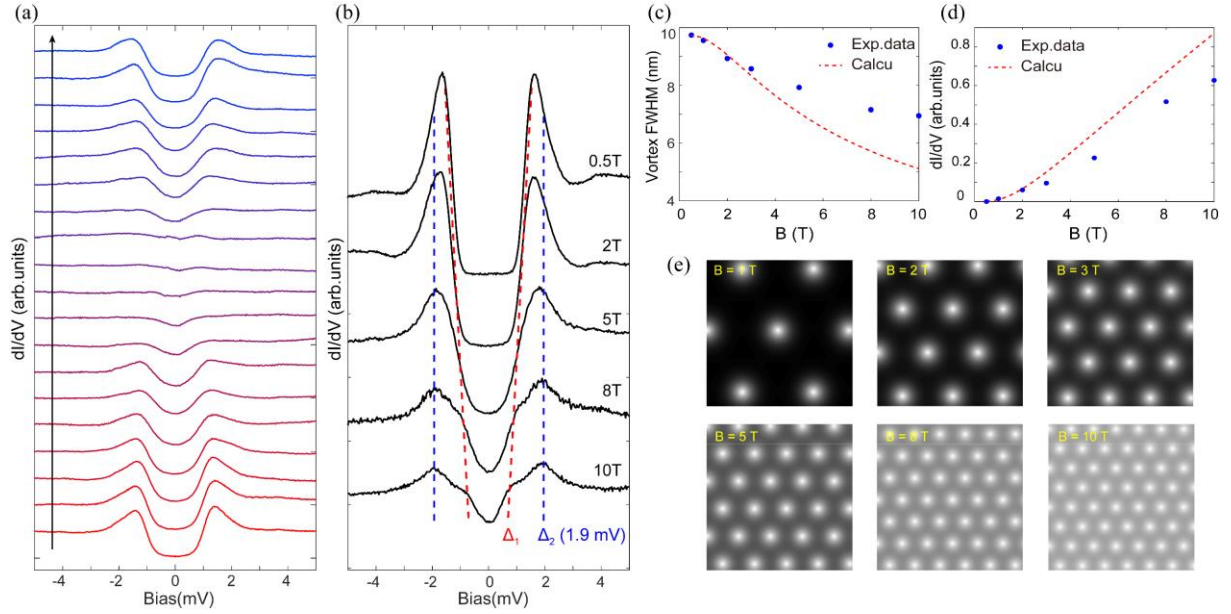 (a)
dI/dV (arb.units)
-4 -2 0 2 4
Bias(mV)
(b)
dI/dV (arb.units)
0.5T
2T
5T
8T
10T
Δ1 Δ2 (1.9 mV)
-4 -2 0 2 4
Bias(mV)
(c)
Vortex FWHM (nm)
10
8
6
4
Exp.data
Calcu
0 2 4 6 8 10
B (T)
(d)
dI/dV (arb.units)
0.8
0.6
0.4
0.2
0
Exp.data
Calcu
0 2 4 6 8 10
B (T)
(e)
B = 1 T
B = 2 T
B = 3 T
B = 5 T
B = 8 T
B = 10 T